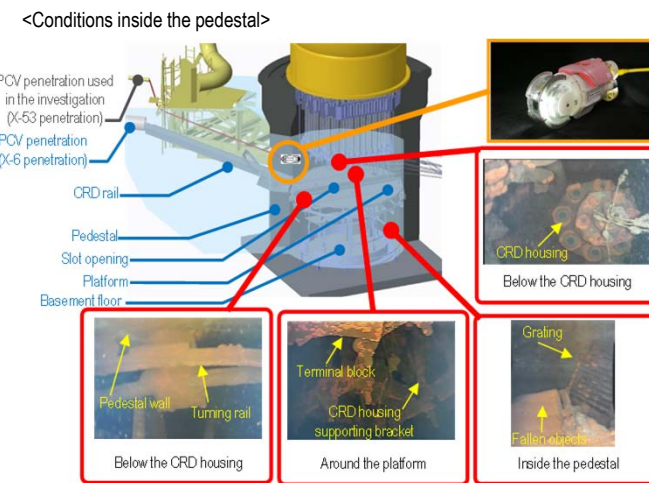 <Conditions inside the pedestal>
PCV penetration used
in the investigation
(X-53 penetration)
PCV penetration
(X-6 penetration)
CRD rail
Pedestal
Slot opening
Platform
Basement floor
CRD housing
Below the CRD housing
Pedestal wall
Turning rail
Below the CRD housing
Terminal block
CRD housing
supporting bracket
Around the platform
Grating
Fallen objects
Inside the pedestal